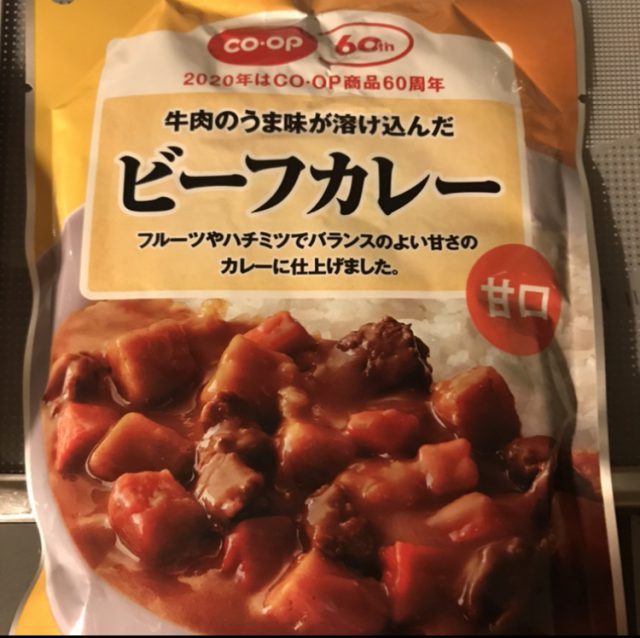 CO·OP 60th
2020年はCO·OP商品60周年
牛肉のうま味が溶け込んだ
ビーフカレー
フルーツやハチミツでバランスのよい甘さの
カレーに仕上げました。
甘口